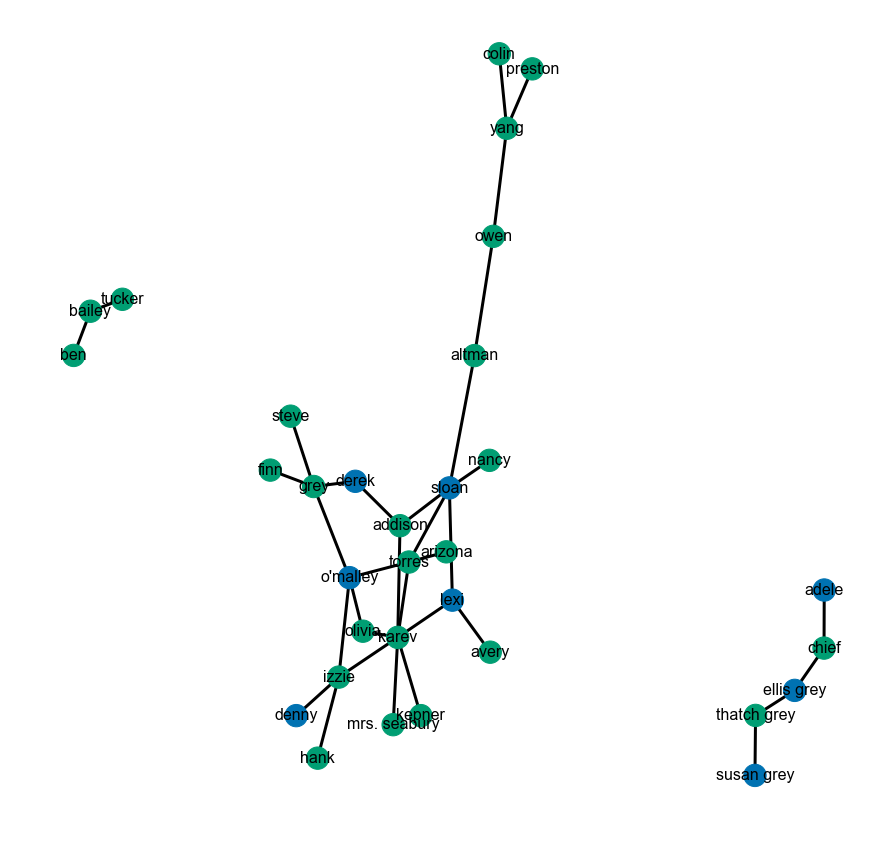 colin
preston
yang
owen
tucker
bailey
ben
altman
steve
nancy
finn
grey
derek
sloan
addison
arizona
torres
o'malley
adele
lexi
olivia
karev
chief
avery
izzie
ellis grey
denny
kepner
thatch grey
mrs. seabury
hank
susan grey